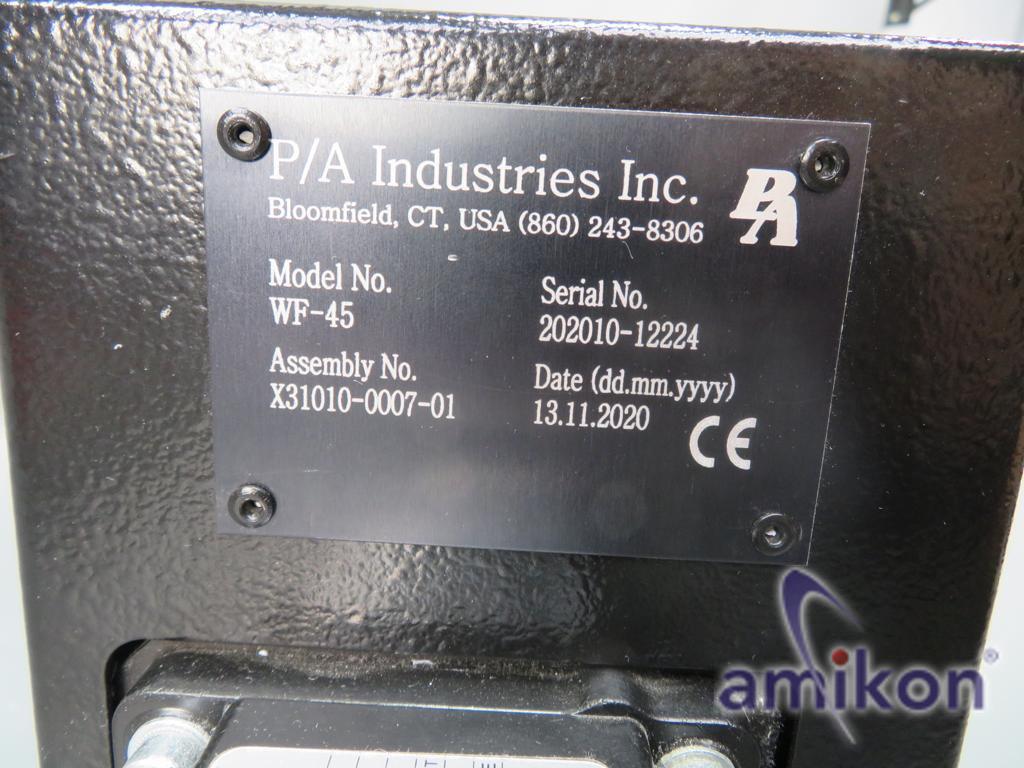 P/A Industries Inc.
PA
Bloomfield, CT, USA (860) 243-8306
Model No.
WF-45
Serial No.
202010-12224
Assembly No.
X31010-0007-01
Date (dd.mm.yyyy)
13.11.2020
CE
amikon®